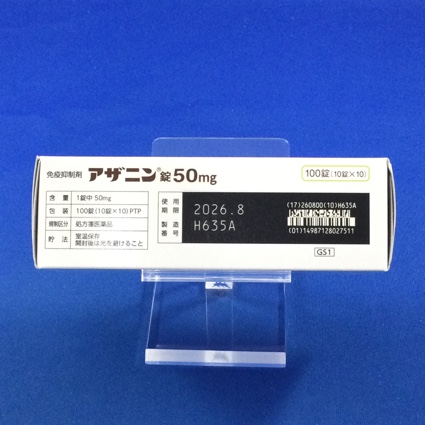 免疫抑制剤 アザニン®錠50mg
100錠(10錠×10)
含量 1錠中 50mg
包装 100錠(10錠×10)PTP
規制区分 処方箋医薬品
貯法 室温保存
開封後は光を避けること
使用
期限 2026.8
製造
番号 H635A
(17)260800(10)H635A
(01)14987128027511
GS1